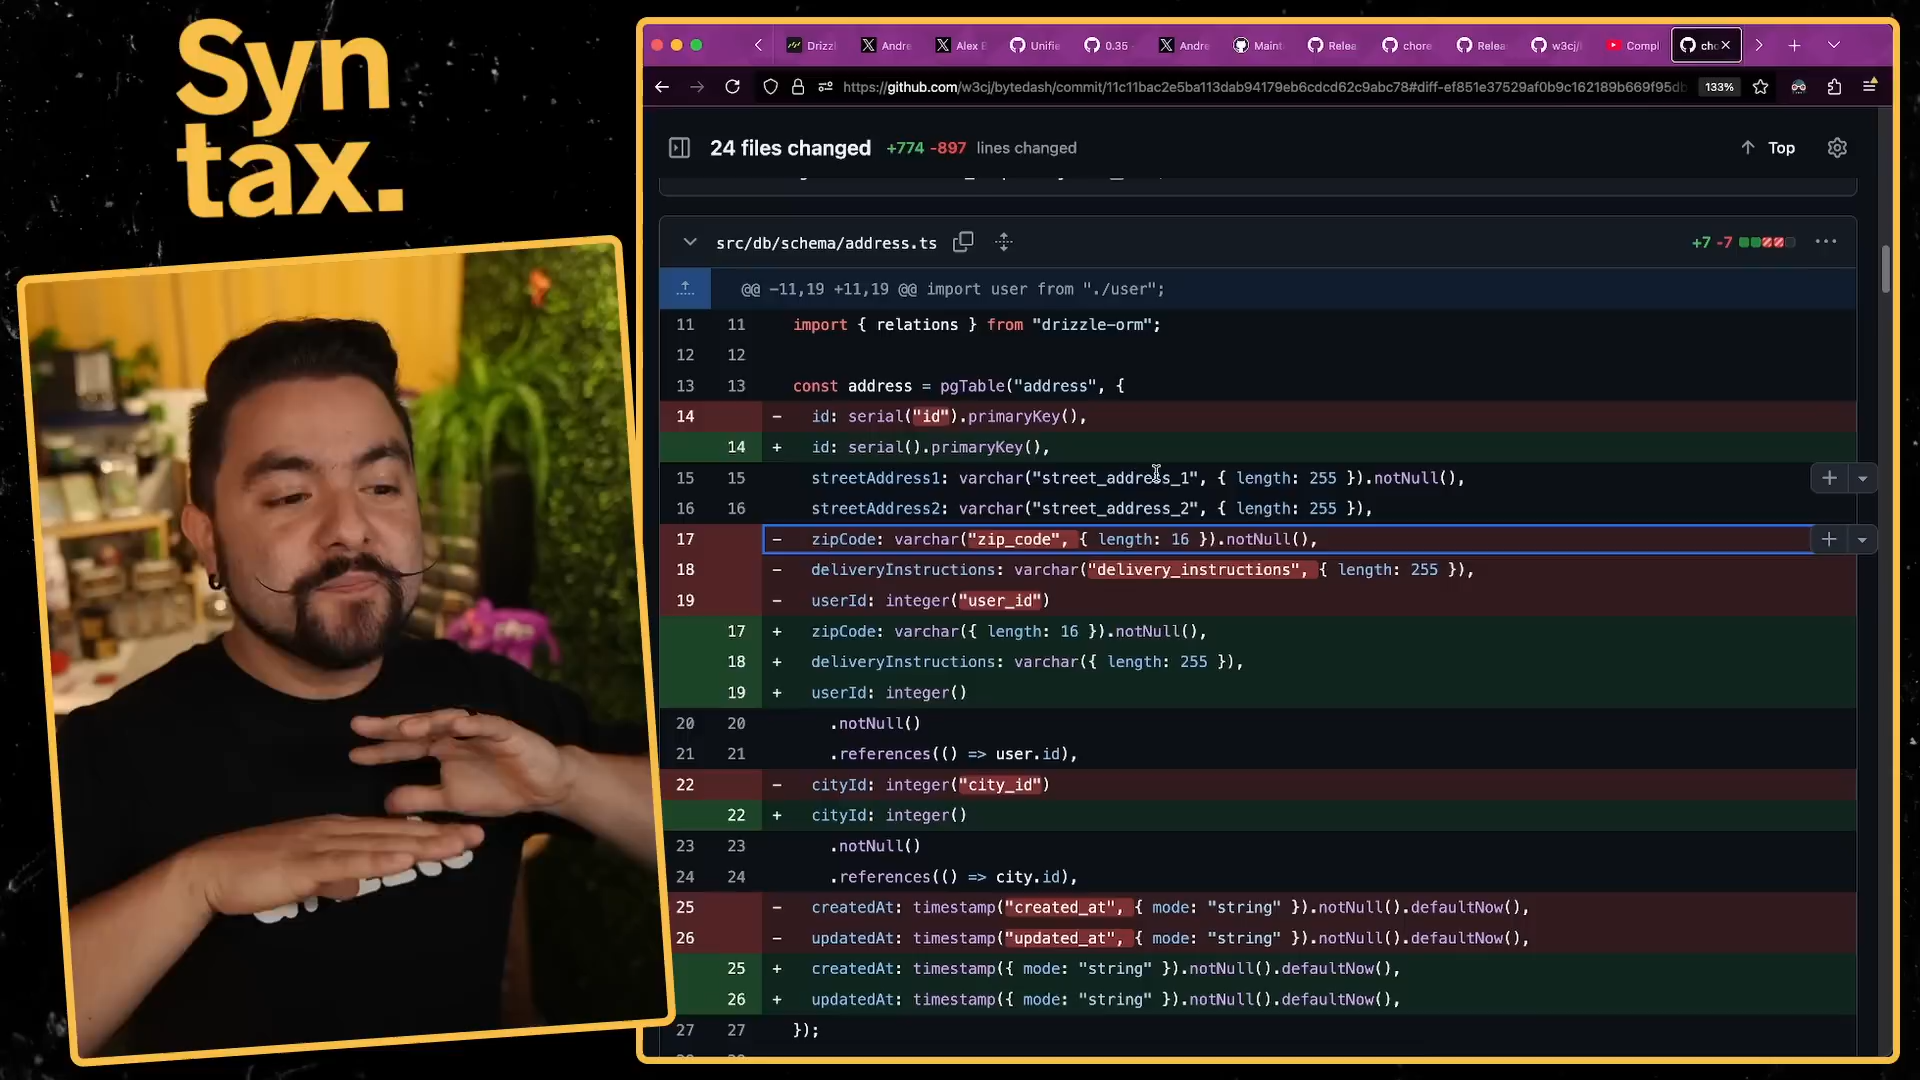 Syn
tax.
Drizzl
Andre
Alex E
Unifie
0.35
Andre
Maint
Relea
chore
Relea
w3cj/
Compl
cho
https://github.com/w3cj/bytedash/commit/11c11bac2e5ba113dab94179eb6cdcd62c9abc78#diff-ef851e37529af0b9c162189b669f95db
133%
24 files changed +774 -897 lines changed
Top
src/db/schema/address.ts
+7 -7
@@ -11,19 +11,19 @@ import user from "./user";
11 11 import { relations } from "drizzle-orm";
12 12
13 13 const address = pgTable("address", {
14 - id: serial("id").primaryKey(),
14 + id: serial().primaryKey(),
15 15 streetAddress1: varchar("street_address_1", { length: 255 }).notNull(),
16 16 streetAddress2: varchar("street_address_2", { length: 255 }),
17 - zipCode: varchar("zip_code", { length: 16 }).notNull(),
18 - deliveryInstructions: varchar("delivery_instructions", { length: 255 }),
19 - userId: integer("user_id")
17 + zipCode: varchar({ length: 16 }).notNull(),
18 + deliveryInstructions: varchar({ length: 255 }),
19 + userId: integer()
20 20 .notNull()
21 21 .references(() => user.id),
22 - cityId: integer("city_id")
22 + cityId: integer()
23 23 .notNull()
24 24 .references(() => city.id),
25 - createdAt: timestamp("created_at", { mode: "string" }).notNull().defaultNow(),
26 - updatedAt: timestamp("updated_at", { mode: "string" }).notNull().defaultNow(),
25 + createdAt: timestamp({ mode: "string" }).notNull().defaultNow(),
26 + updatedAt: timestamp({ mode: "string" }).notNull().defaultNow(),
27 27 });